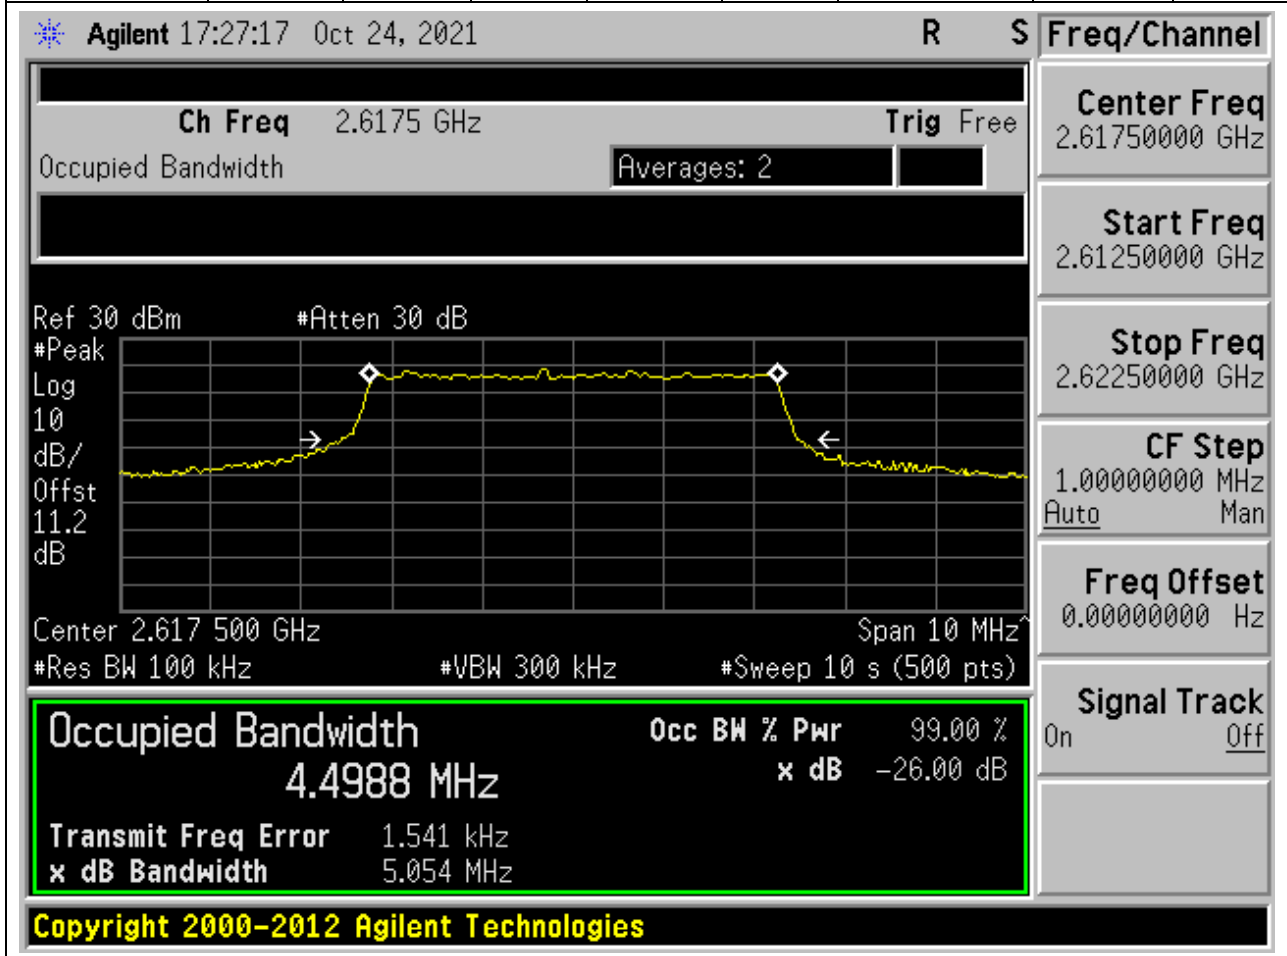 Agilent 17:27:17 Oct 24, 2021 R S Freq/Channel
Ch Freq 2.6175 GHz Trig Free
Occupied Bandwidth Averages: 2
Center Freq
2.61750000 GHz
Start Freq
2.61250000 GHz
Stop Freq
2.62250000 GHz
CF Step
1.00000000 MHz
Auto Man
Freq Offset
0.00000000 Hz
Signal Track
On Off
Ref 30 dBm #Atten 30 dB
#Peak
Log
10
dB/
Offst
11.2
dB
Center 2.617 500 GHz Span 10 MHz^
#Res BW 100 kHz #VBW 300 kHz #Sweep 10 s (500 pts)
Occupied Bandwidth Occ BW % Pwr 99.00 %
4.4988 MHz x dB -26.00 dB
Transmit Freq Error 1.541 kHz
x dB Bandwidth 5.054 MHz
Copyright 2000-2012 Agilent Technologies